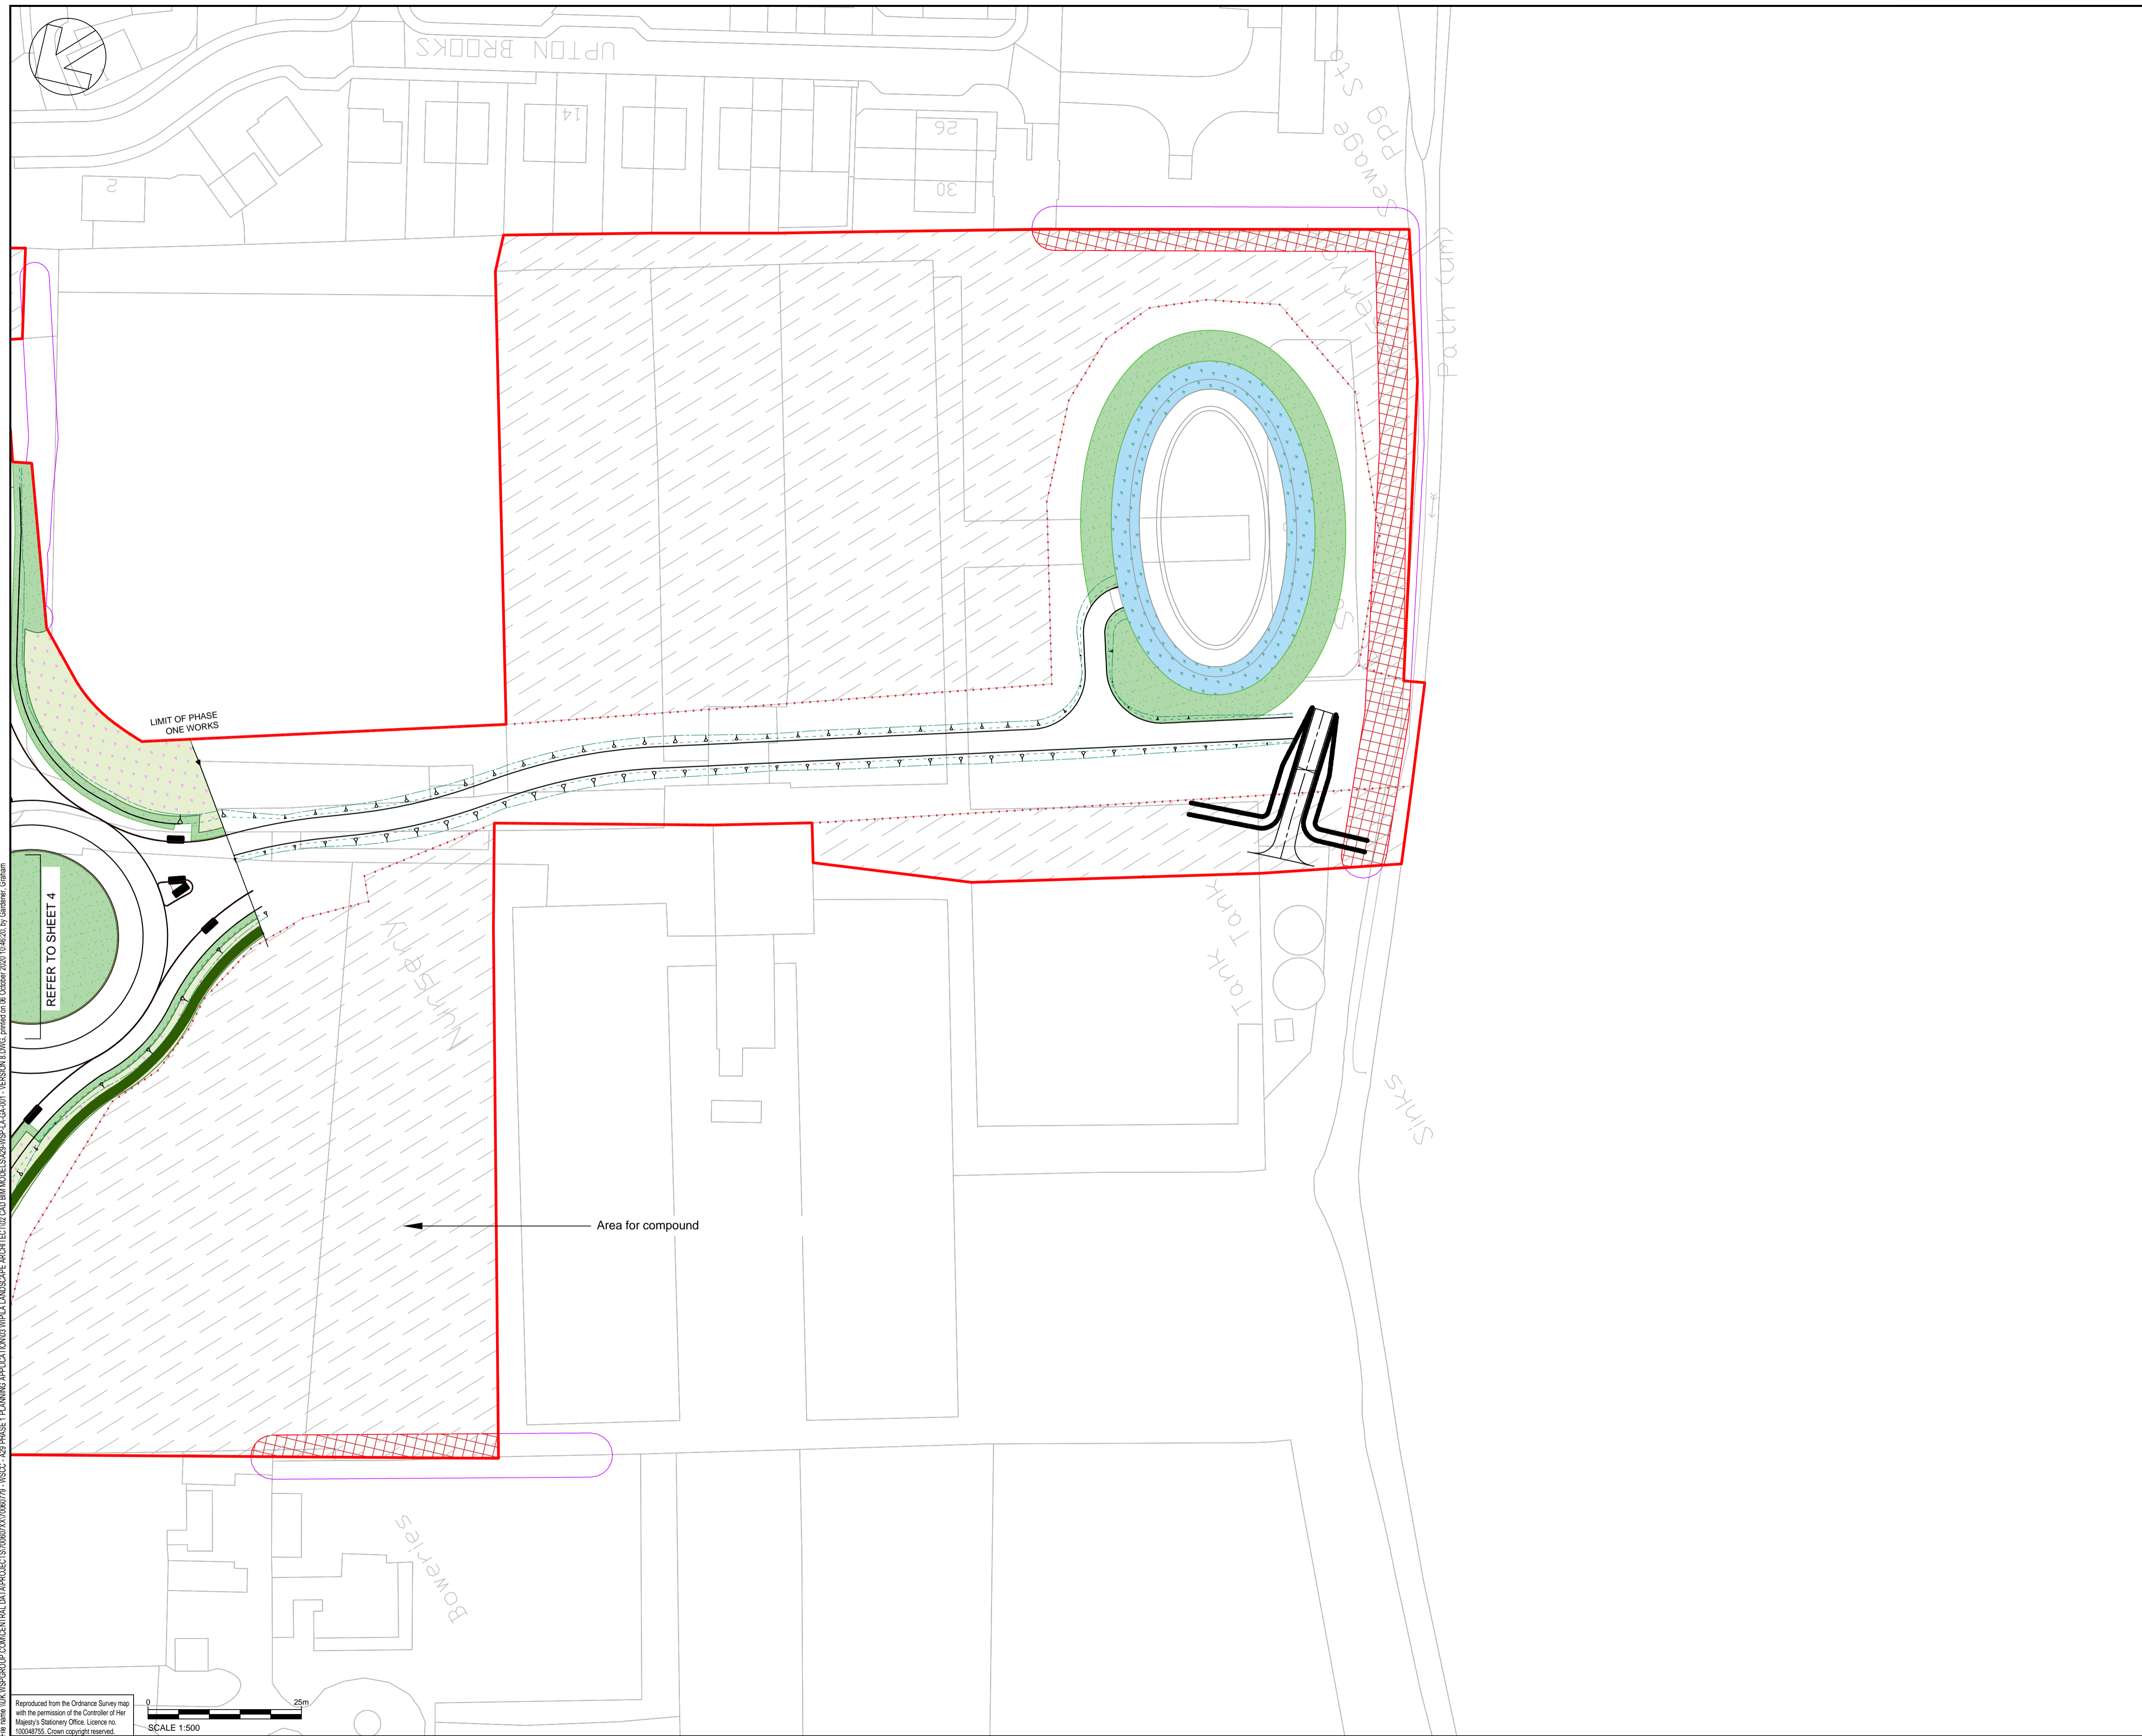 UPTON BROOKS
14
26
30
2
Sewage
Ppg Sta
Path (um)
LIMIT OF PHASE
ONE WORKS
REFER TO SHEET 4
Nursery
Tank
Tank
Sinks
Area for compound
Boweries
Reproduced from the Ordnance Survey map
with the permission of the Controller of Her
Majesty's Stationery Office. Licence no.
100048755. Crown copyright reserved.
0
25m
SCALE 1:500